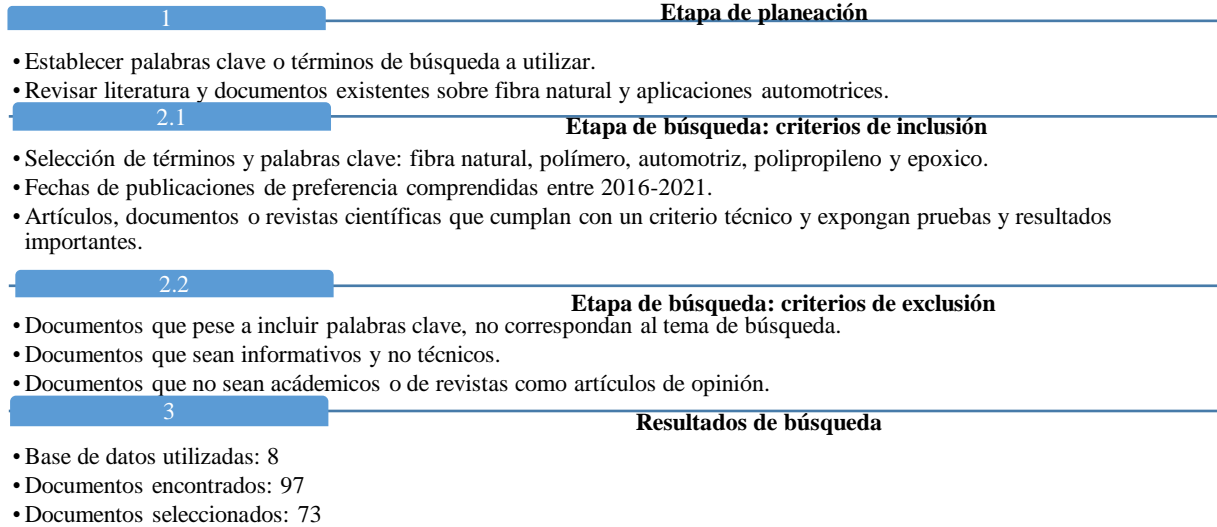 1
Etapa de planeación
• Establecer palabras clave o términos de búsqueda a utilizar.
• Revisar literatura y documentos existentes sobre fibra natural y aplicaciones automotrices.
2.1
Etapa de búsqueda: criterios de inclusión
• Selección de términos y palabras clave: fibra natural, polímero, automotriz, polipropileno y epoxico.
• Fechas de publicaciones de preferencia comprendidas entre 2016-2021.
• Artículos, documentos o revistas científicas que cumplan con un criterio técnico y expongan pruebas y resultados
importantes.
2.2
Etapa de búsqueda: criterios de exclusión
• Documentos que pese a incluir palabras clave, no correspondan al tema de búsqueda.
• Documentos que sean informativos y no técnicos.
• Documentos que no sean acádemicos o de revistas como artículos de opinión.
3
Resultados de búsqueda
• Base de datos utilizadas: 8
• Documentos encontrados: 97
• Documentos seleccionados: 73